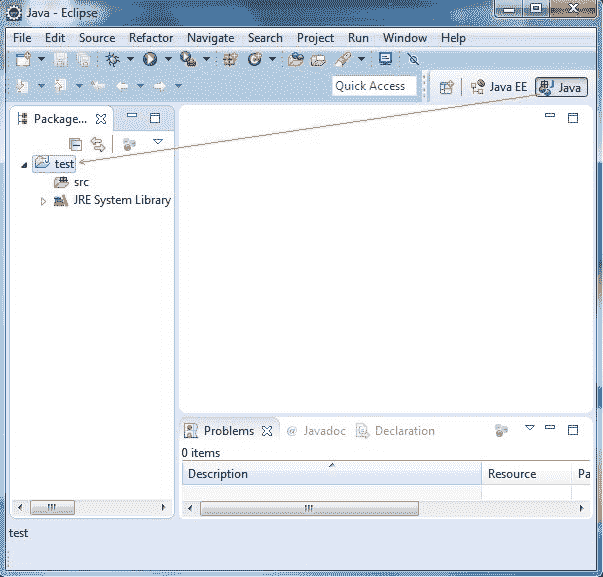 Java - Eclipse
File Edit Source Refactor Navigate Search Project Run Window Help
Quick Access Java EE Java
Package...
test
src
JRE System Library
Problems @ Javadoc Declaration
0 items
Description Resource Pa
test